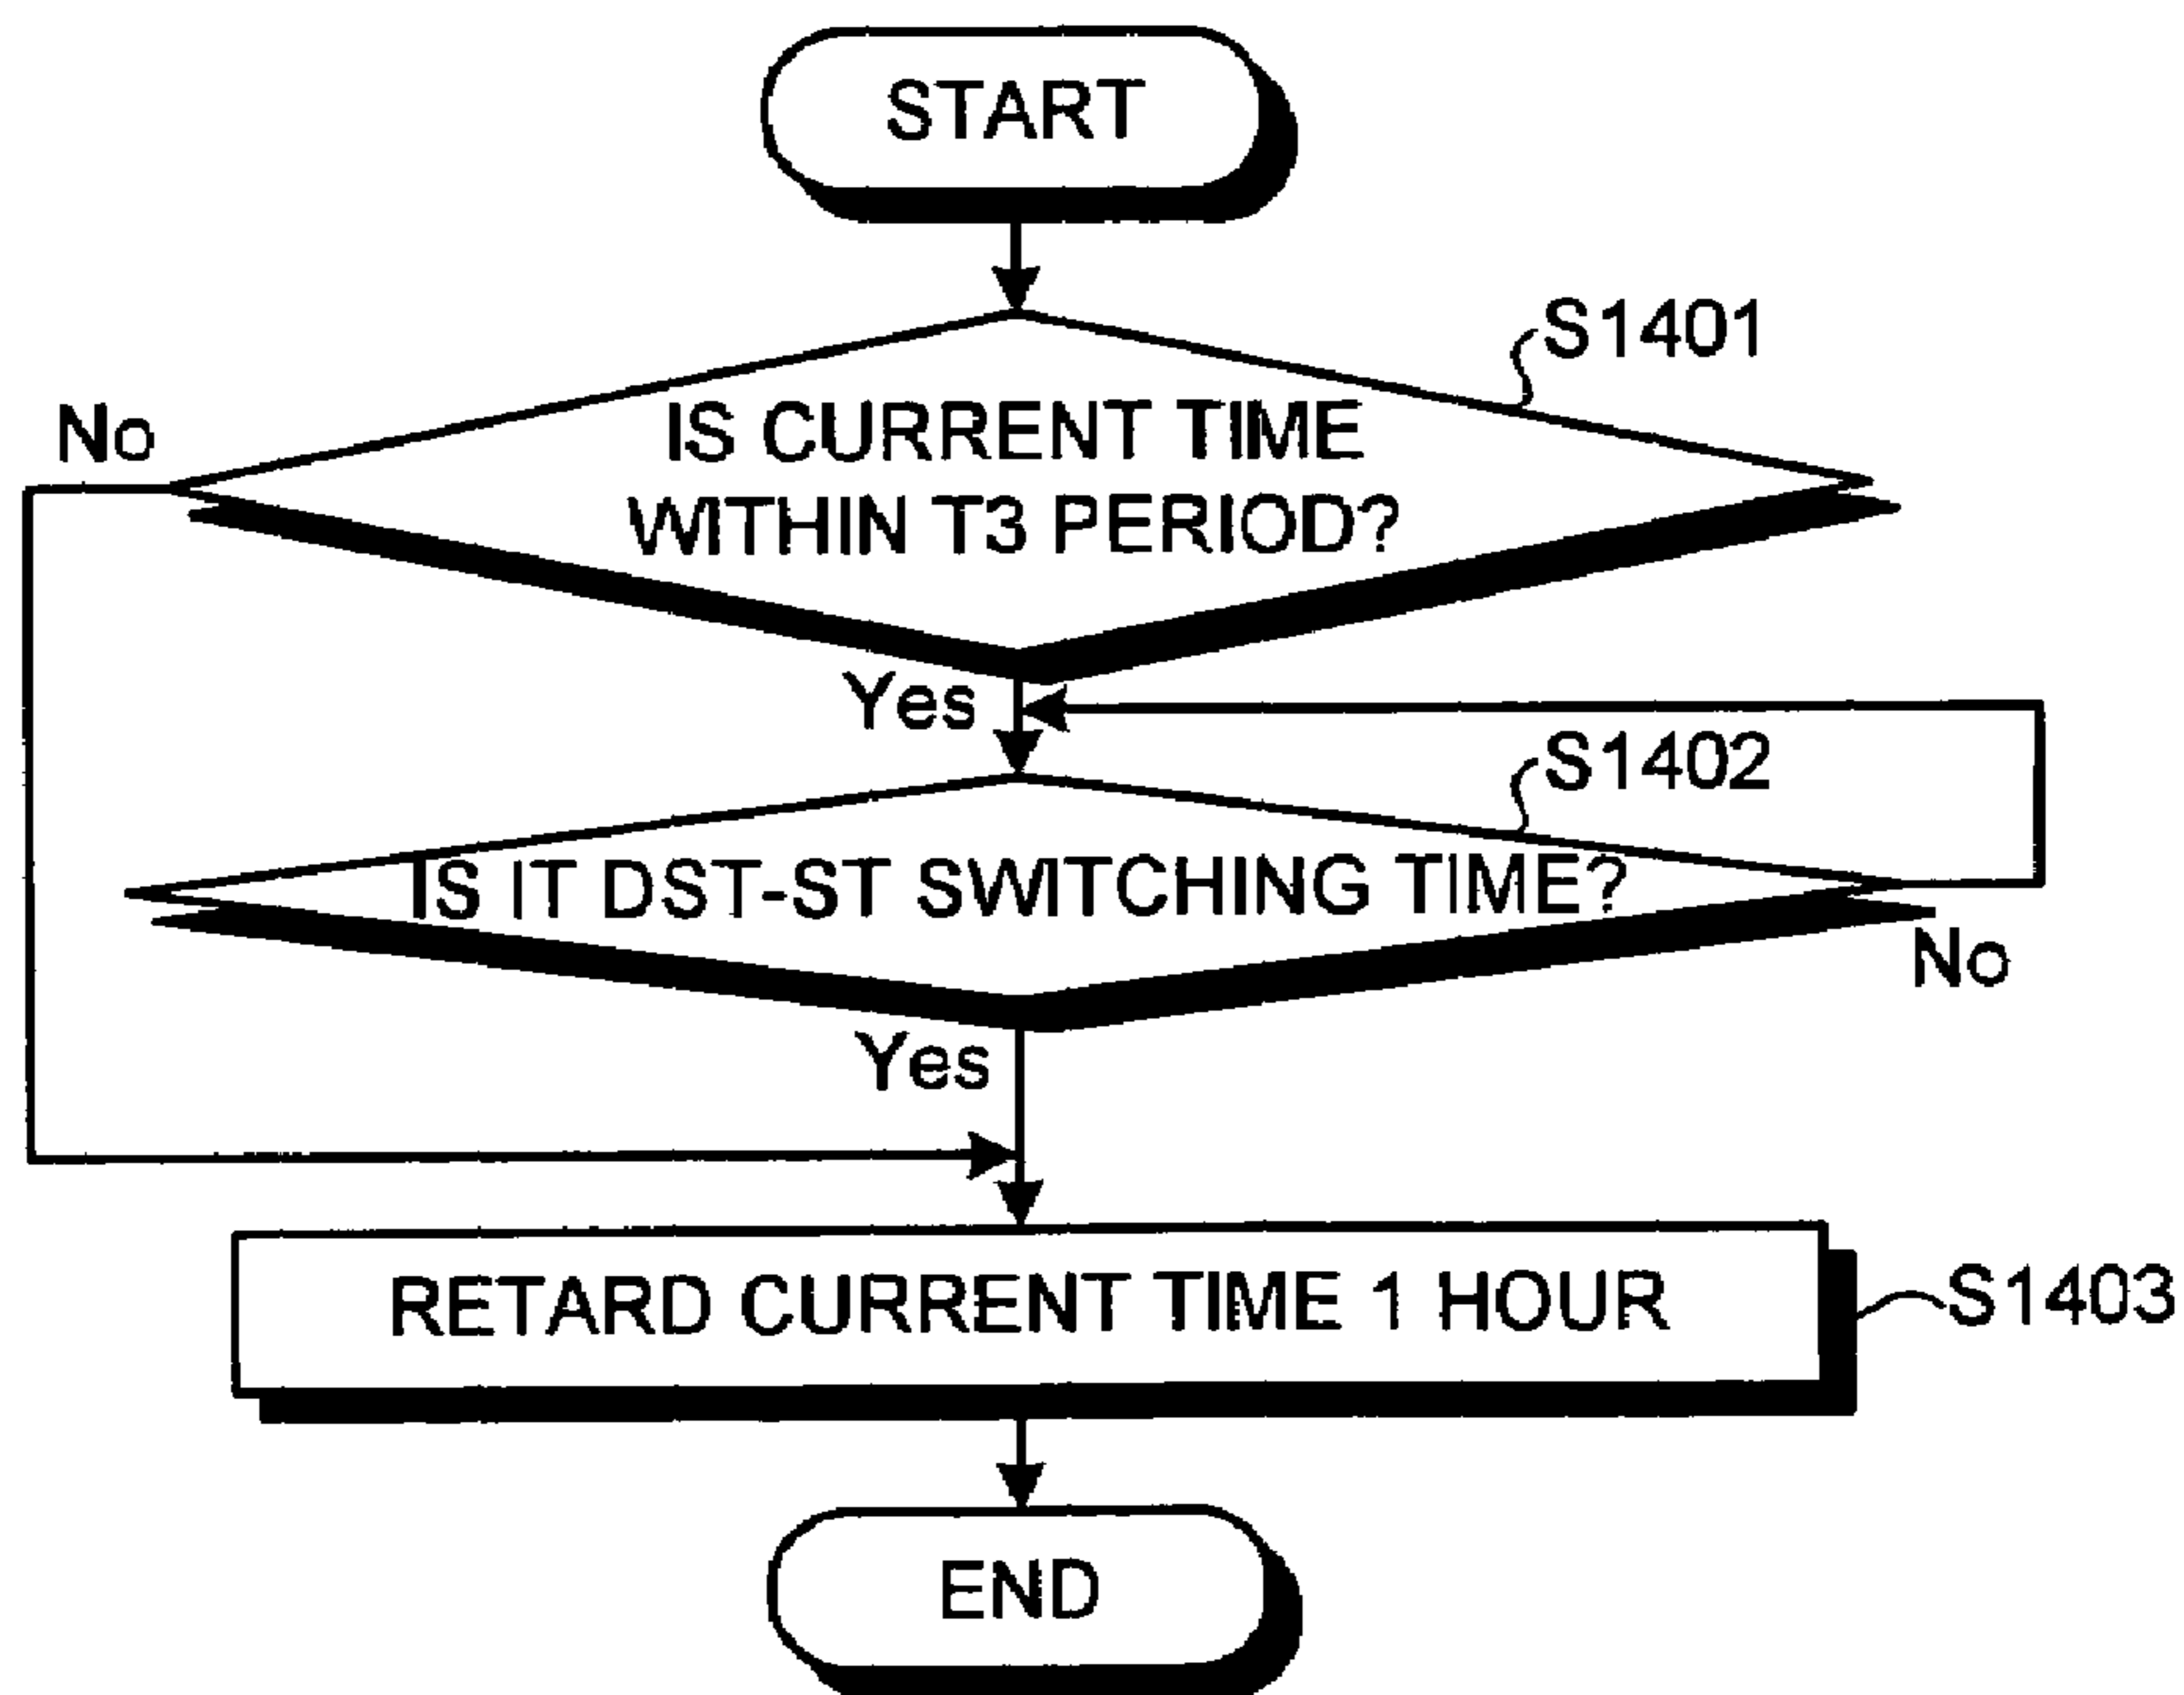 START
S1401
No
IS CURRENT TIME
WITHIN T3 PERIOD?
Yes
S1402
IS IT DST-ST SWITCHING TIME?
No
Yes
RETARD CURRENT TIME 1 HOUR
S1403
END